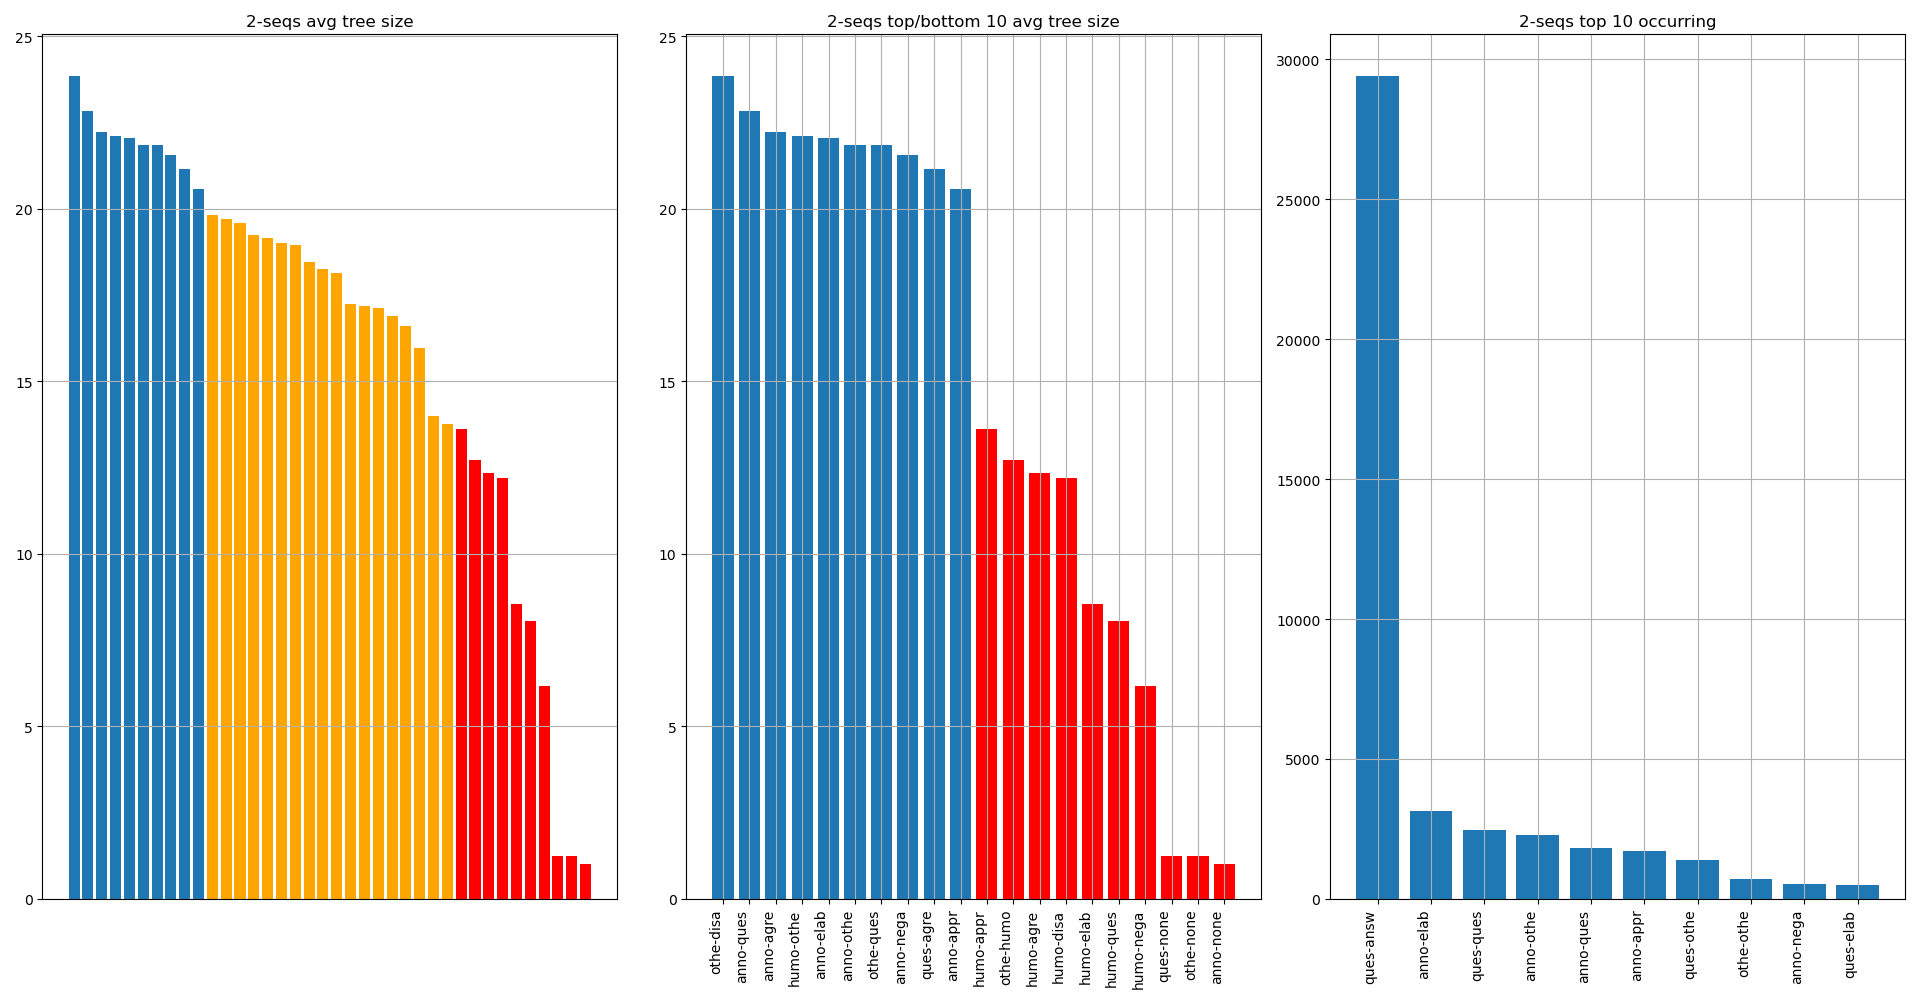 2-seqs avg tree size
25
20
15
10
5
0
2-seqs top/bottom 10 avg tree size
25
20
15
10
5
0
othe-disa
anno-ques
anno-agre
humo-othe
anno-elab
anno-othe
othe-ques
anno-nega
ques-agre
anno-appr
humo-appr
othe-humo
humo-agre
humo-disa
humo-elab
humo-ques
humo-nega
ques-none
othe-none
anno-none
2-seqs top 10 occurring
30000
25000
20000
15000
10000
5000
0
ques-answ
anno-elab
ques-ques
anno-othe
anno-ques
anno-appr
ques-othe
othe-othe
anno-nega
ques-elab